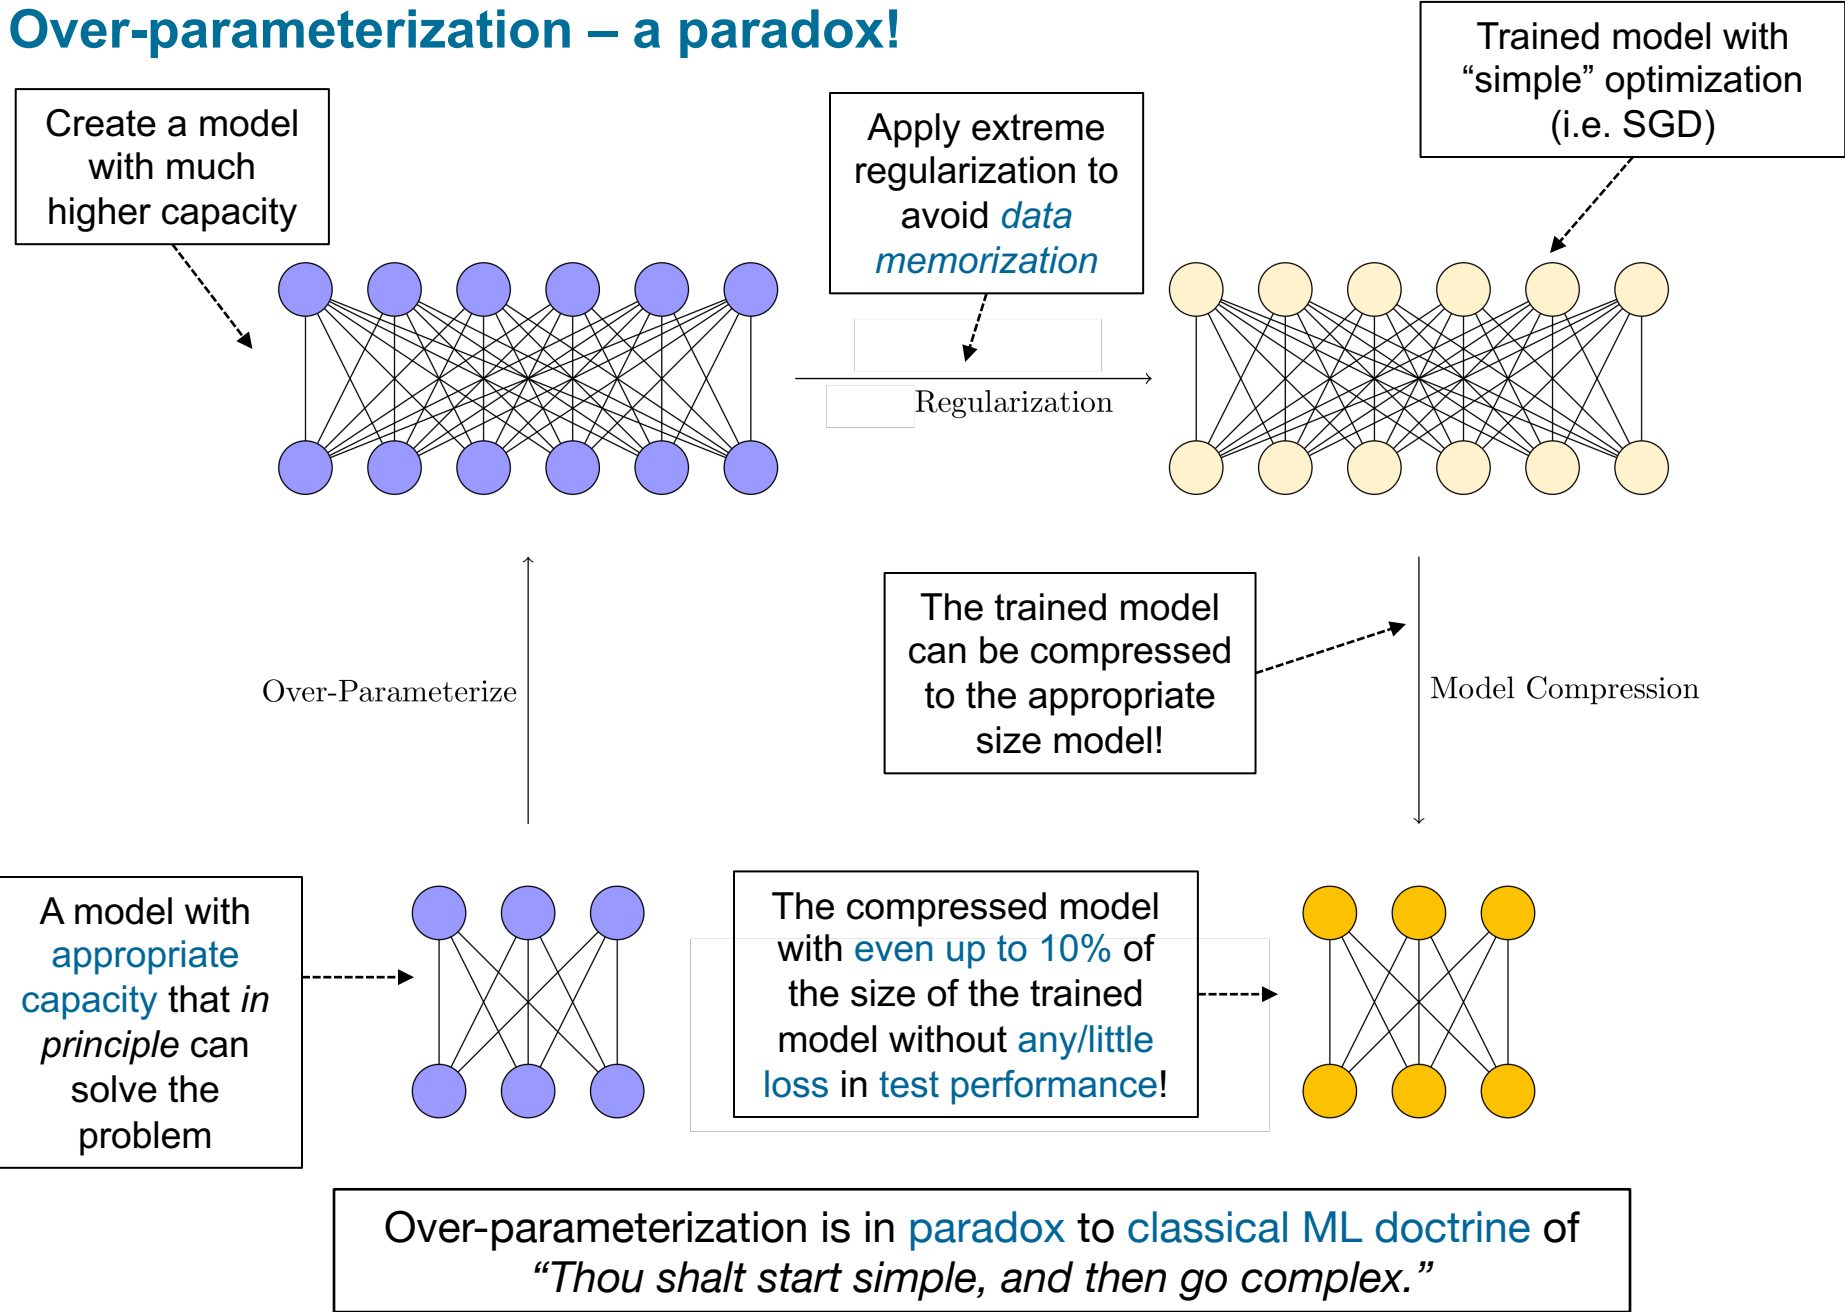 Over-parameterization – a paradox!
Create a model
with much
higher capacity
Apply extreme
regularization to
avoid data
memorization
Trained model with
“simple” optimization
(i.e. SGD)
Regularization
Over-Parameterize
The trained model
can be compressed
to the appropriate
size model!
Model Compression
A model with
appropriate
capacity that in
principle can
solve the
problem
The compressed model
with even up to 10% of
the size of the trained
model without any/little
loss in test performance!
Over-parameterization is in paradox to classical ML doctrine of
“Thou shalt start simple, and then go complex.”